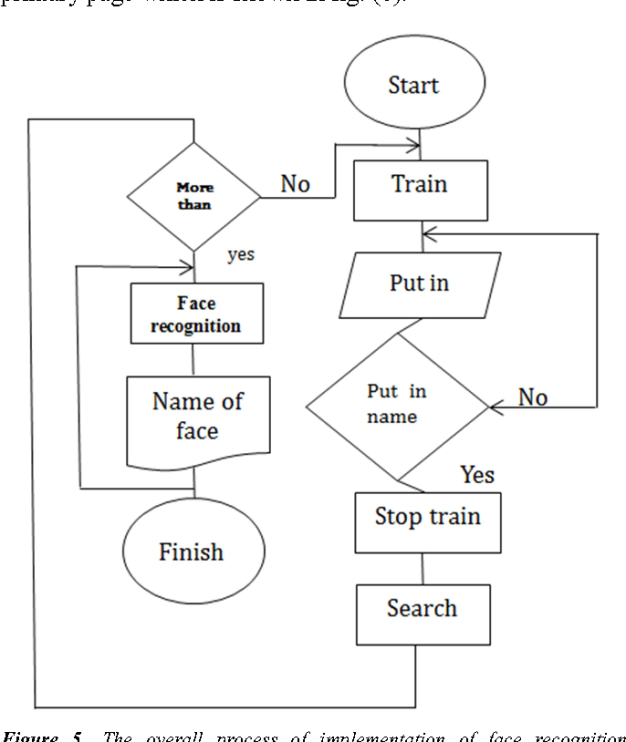 Start
Train
Put in
Put in
name
No
Yes
Stop train
Search
More
than
No
yes
Face
recognition
Name of
face
Finish
Figure 5. The overall process of implementation of face recognition